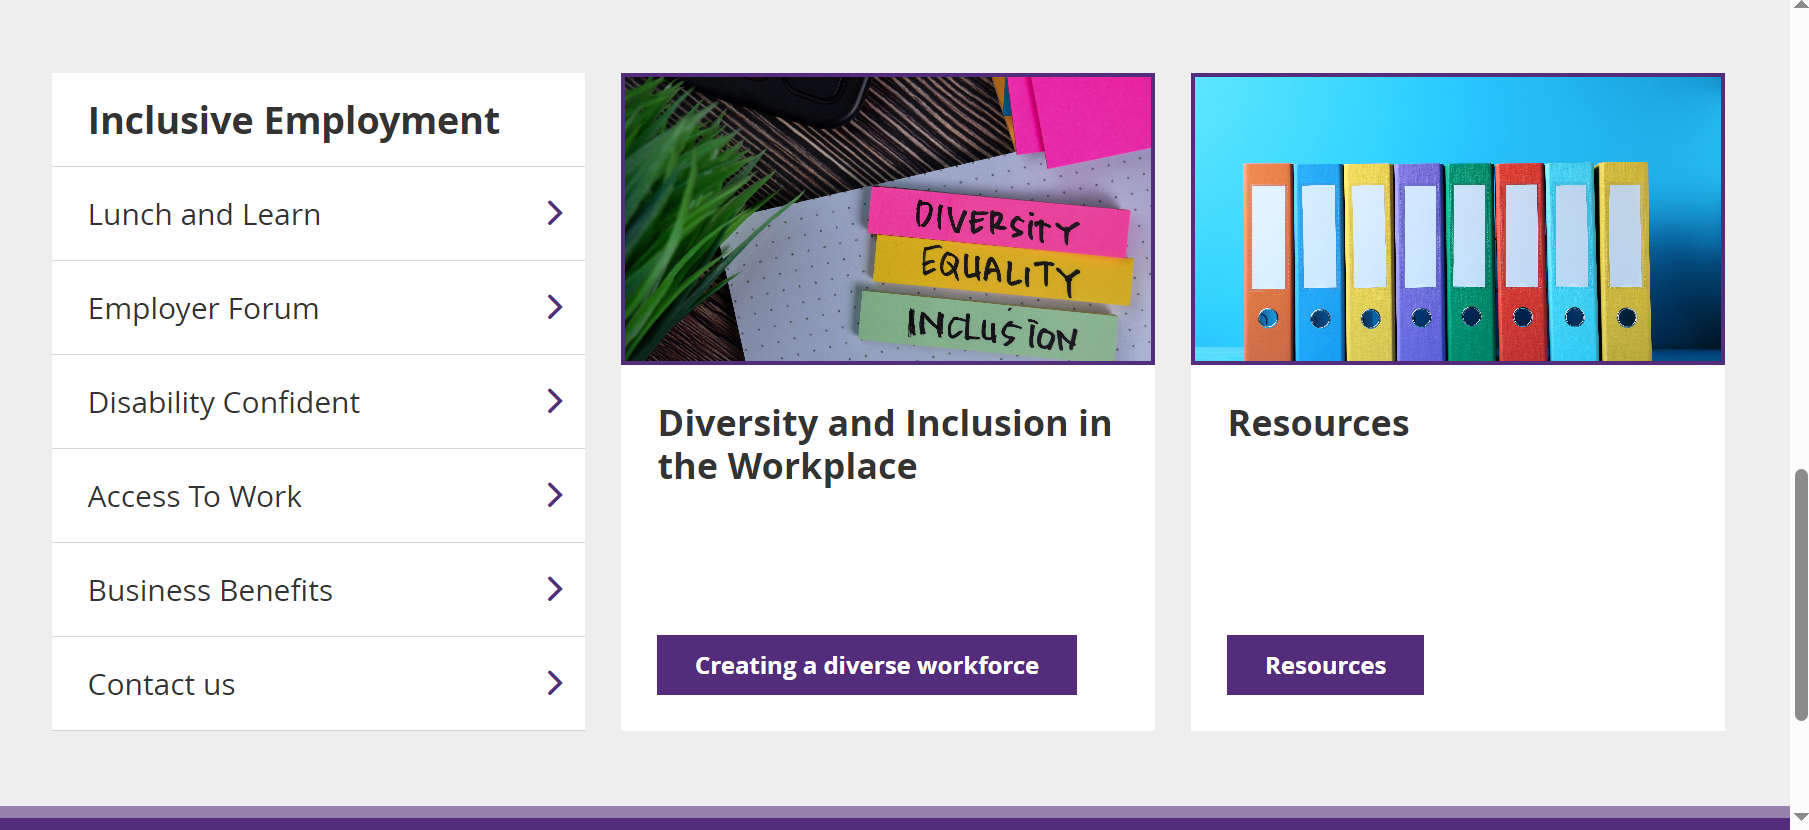 Inclusive Employment
Lunch and Learn
Employer Forum
Disability Confident
Access To Work
Business Benefits
Contact us
DIVERSITY
EQUALITY
INCLUSION
Diversity and Inclusion in
the Workplace
Creating a diverse workforce
Resources
Resources